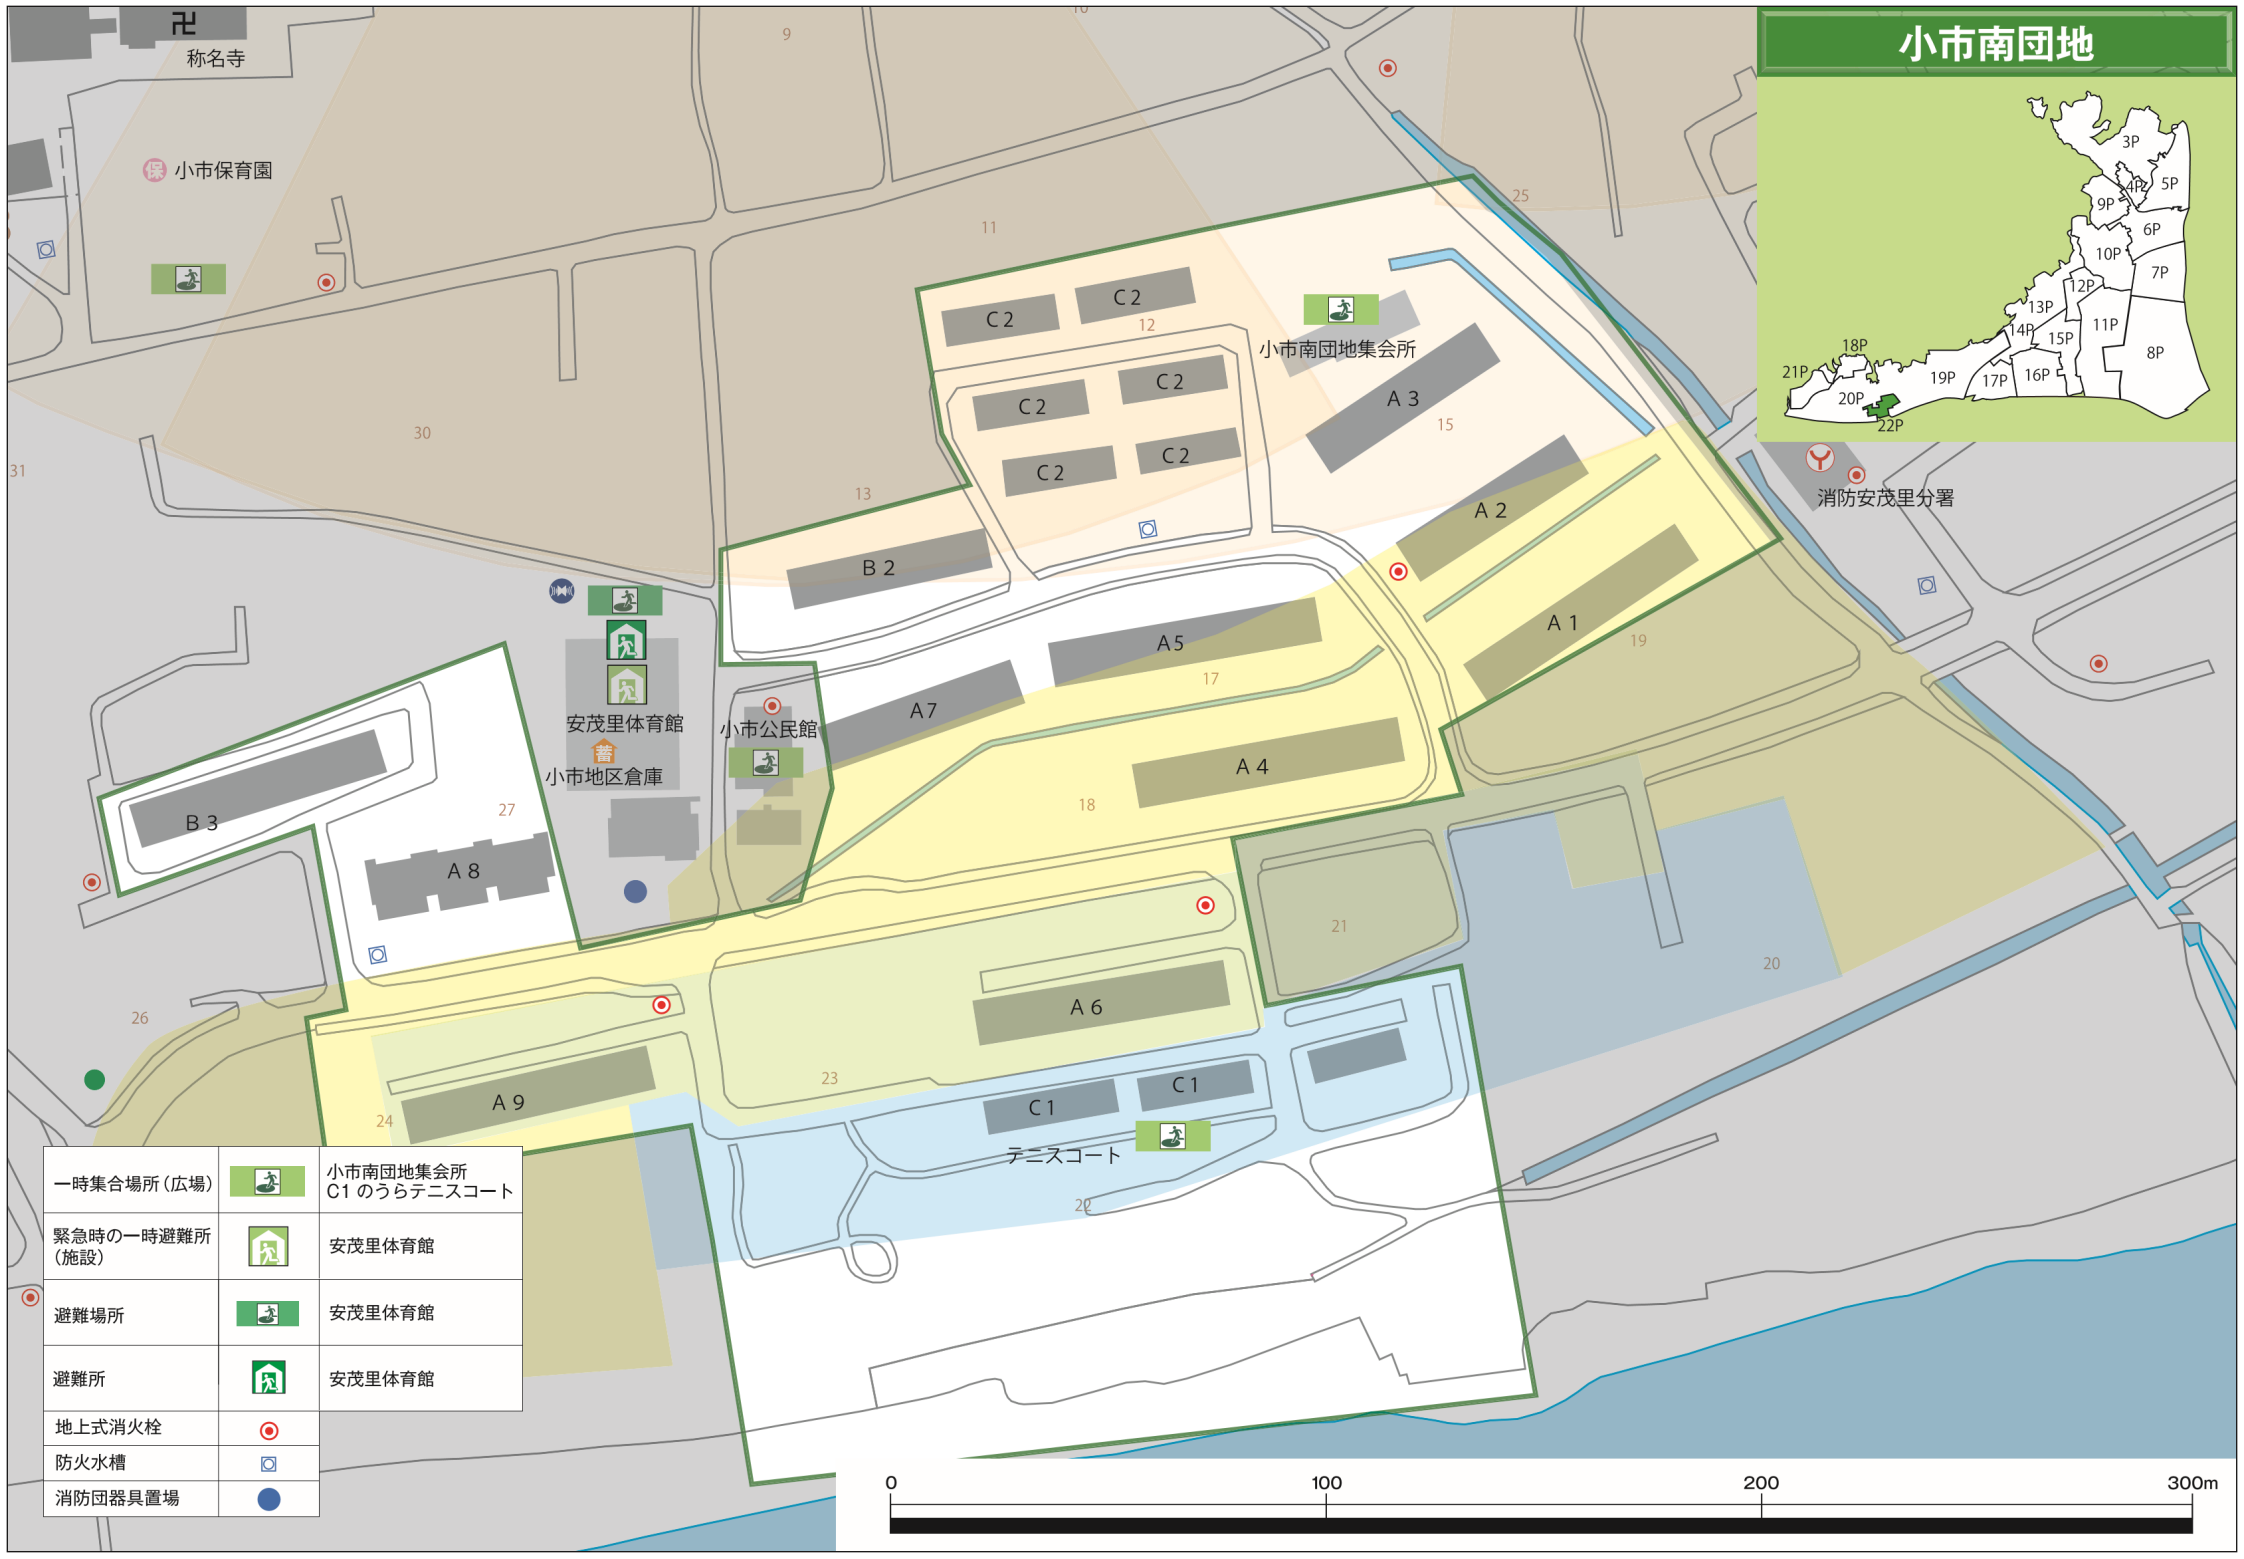 卍
称名寺
9
10
小市南団地
保 小市保育園
11
25
3P
4P
5P
9P
6P
10P
7P
12P
13P
11P
14P
15P
8P
18P
21P
19P
17P
16P
20P
22P
C2
C2
12
小市南団地集会所
C2
C2
A3
15
30
31
C2
C2
13
A2
消防安茂里分署
B2
A1
19
A5
17
A7
安茂里体育館
小市公民館
蓄
小市地区倉庫
A4
18
27
B3
A8
21
20
26
A6
23
24
A9
C1
C1
テニスコート
22
一時集合場所(広場)
小市南団地集会所
C1のうらテニスコート
緊急時の一時避難所
(施設)
安茂里体育館
避難場所
安茂里体育館
避難所
安茂里体育館
地上式消火栓
防火水槽
消防団器具置場
0 100 200 300m